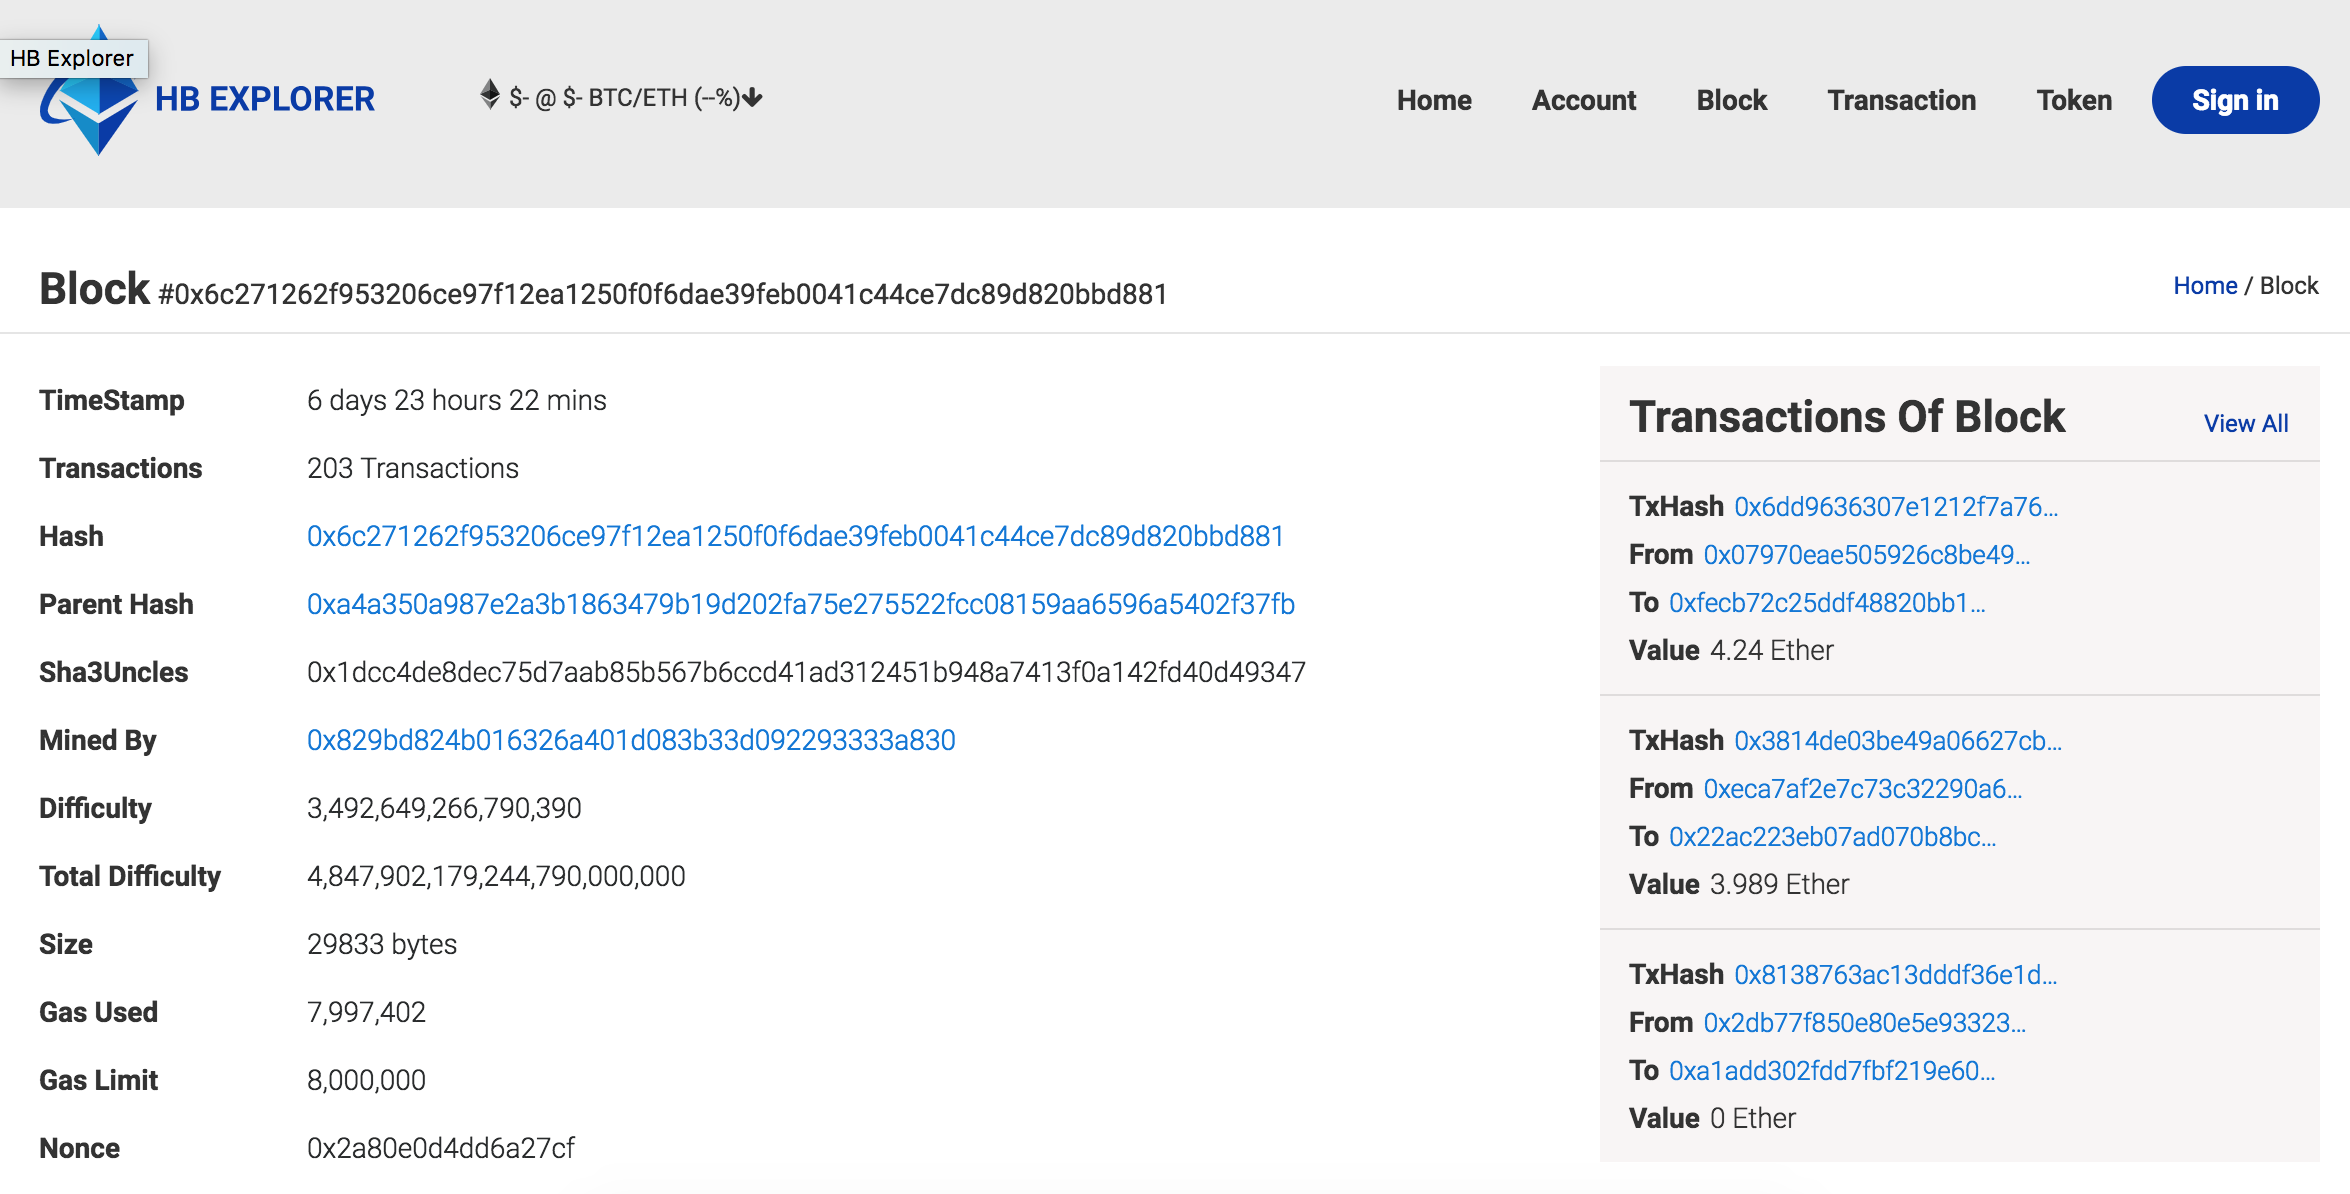 HB Explorer
HB EXPLORER
$- @ $- BTC/ETH (--%)
Home Account Block Transaction Token Sign in
Block #0x6c271262f953206ce97f12ea1250f0f6dae39feb0041c44ce7dc89d820bbd881
Home / Block
TimeStamp 6 days 23 hours 22 mins
Transactions 203 Transactions
Hash 0x6c271262f953206ce97f12ea1250f0f6dae39feb0041c44ce7dc89d820bbd881
Parent Hash 0xa4a350a987e2a3b1863479b19d202fa75e275522fcc08159aa6596a5402f37fb
Sha3Uncles 0x1dcc4de8dec75d7aab85b567b6ccd41ad312451b948a7413f0a142fd40d49347
Mined By 0x829bd824b016326a401d083b33d092293333a830
Difficulty 3,492,649,266,790,390
Total Difficulty 4,847,902,179,244,790,000,000
Size 29833 bytes
Gas Used 7,997,402
Gas Limit 8,000,000
Nonce 0x2a80e0d4dd6a27cf
Transactions Of Block View All
TxHash 0x6dd9636307e1212f7a76...
From 0x07970eae505926c8be49...
To 0xfecb72c25ddf48820bb1...
Value 4.24 Ether
TxHash 0x3814de03be49a06627cb...
From 0xeca7af2e7c73c32290a6...
To 0x22ac223eb07ad070b8bc...
Value 3.989 Ether
TxHash 0x8138763ac13dddf36e1d...
From 0x2db77f850e80e5e93323...
To 0xa1add302fdd7fbf219e60...
Value 0 Ether